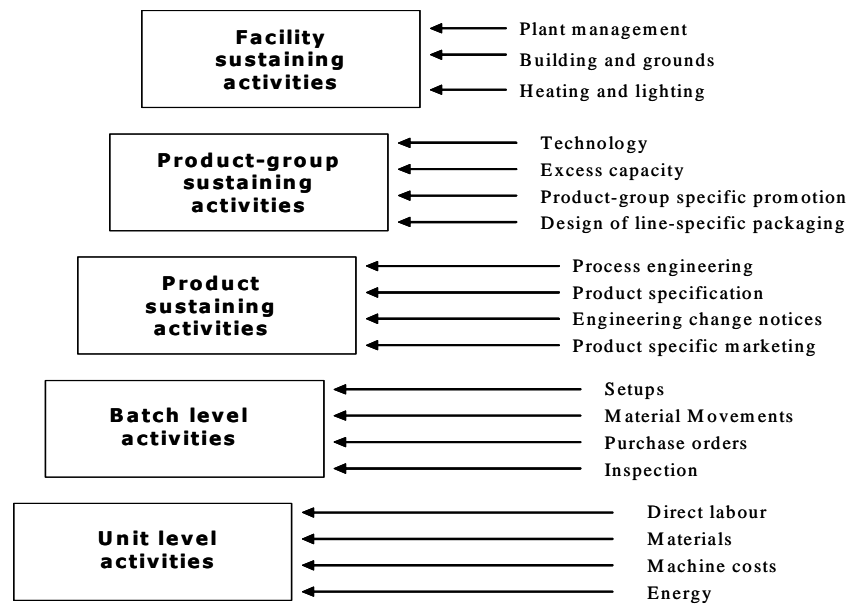 Facility
sustaining
activities
Plant management
Building and grounds
Heating and lighting
Product-group
sustaining
activities
Technology
Excess capacity
Product-group specific promotion
Design of line-specific packaging
Product
sustaining
activities
Process engineering
Product specification
Engineering change notices
Product specific marketing
Batch level
activities
Setups
Material Movements
Purchase orders
Inspection
Unit level
activities
Direct labour
Materials
Machine costs
Energy